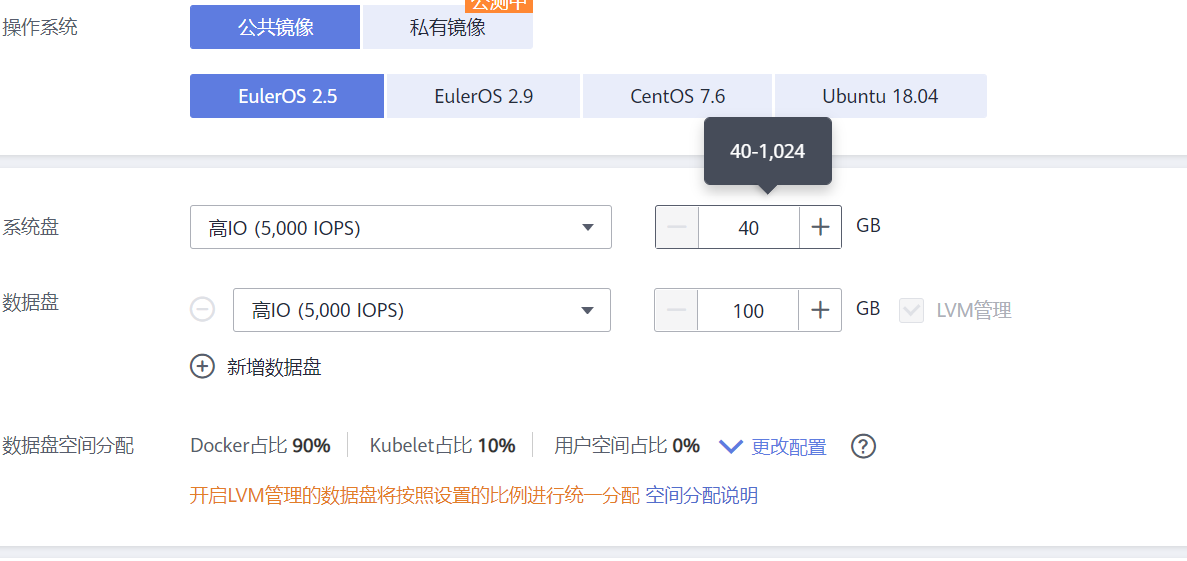 公测中
操作系统 公共镜像 私有镜像
EulerOS 2.5 EulerOS 2.9 CentOS 7.6 Ubuntu 18.04
40-1,024
系统盘 高IO (5,000 IOPS) 40 GB
数据盘 高IO (5,000 IOPS) 100 GB LVM管理
新增数据盘
数据盘空间分配 Docker占比 90% Kubelet占比 10% 用户空间占比 0% 更改配置 ?
开启LVM管理的数据盘将按照设置的比例进行统一分配 空间分配说明